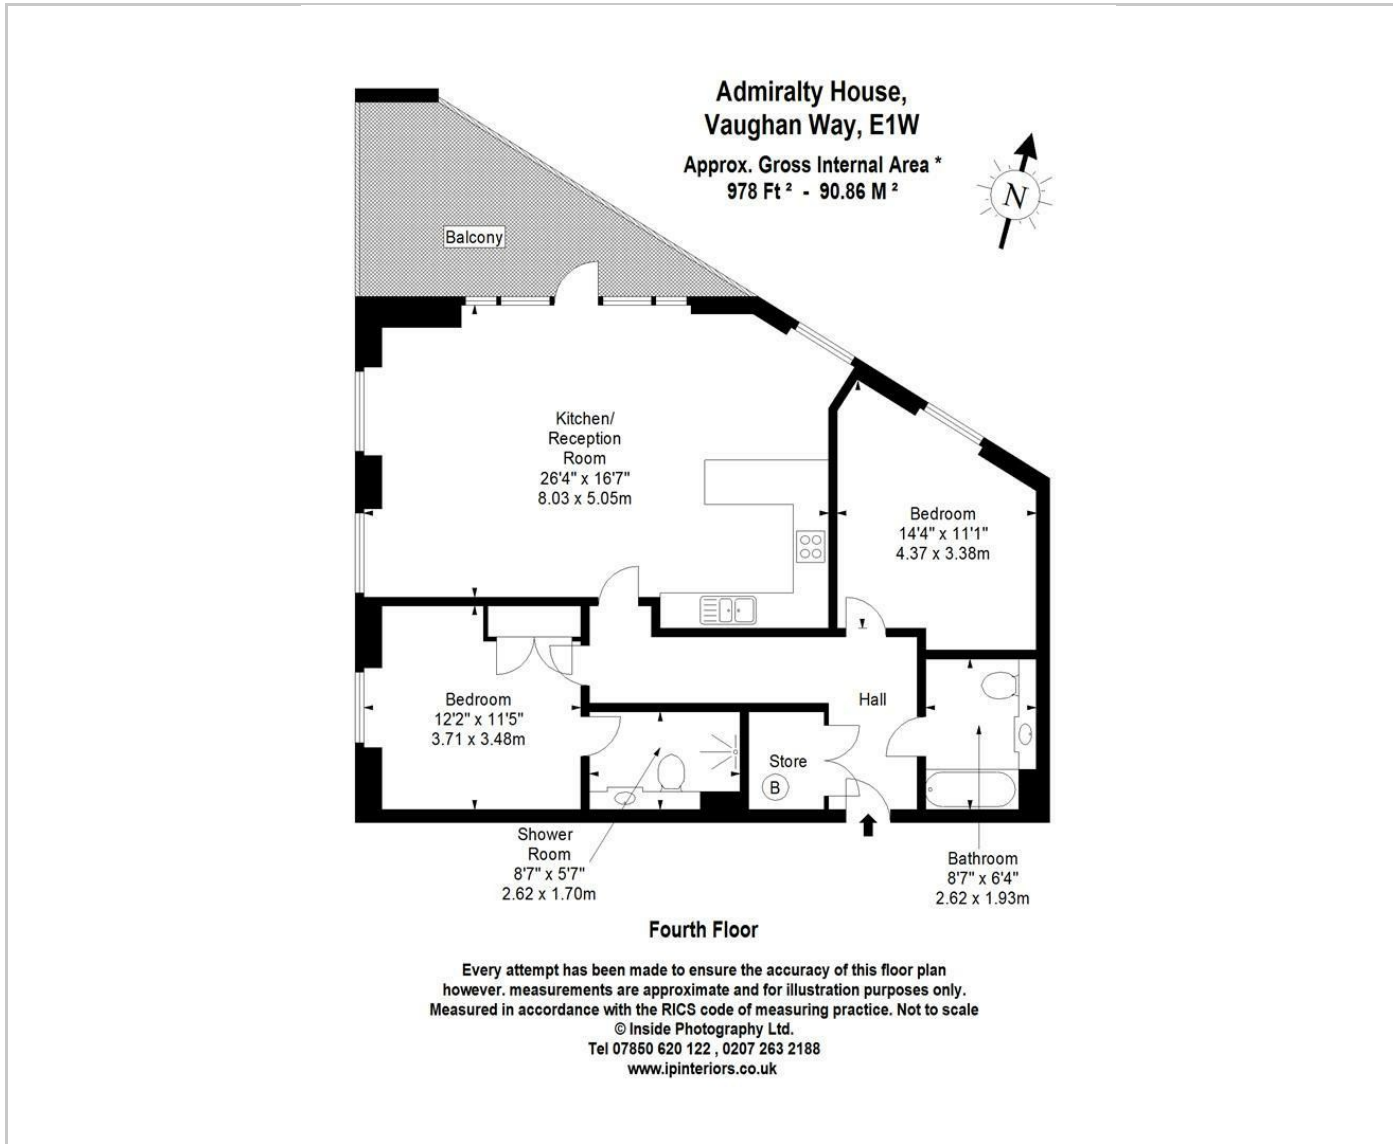 Admiralty House,
Vaughan Way, E1W
Approx. Gross Internal Area *
978 Ft ² - 90.86 M ²
N
Balcony
Kitchen/
Reception
Room
26'4" x 16'7"
8.03 x 5.05m
Bedroom
14'4" x 11'1"
4.37 x 3.38m
Bedroom
12'2" x 11'5"
3.71 x 3.48m
Hall
Store
B
Shower
Room
8'7" x 5'7"
2.62 x 1.70m
Bathroom
8'7" x 6'4"
2.62 x 1.93m
Fourth Floor
Every attempt has been made to ensure the accuracy of this floor plan
however. measurements are approximate and for illustration purposes only.
Measured in accordance with the RICS code of measuring practice. Not to scale
© Inside Photography Ltd.
Tel 07850 620 122 , 0207 263 2188
www.ipinteriors.co.uk